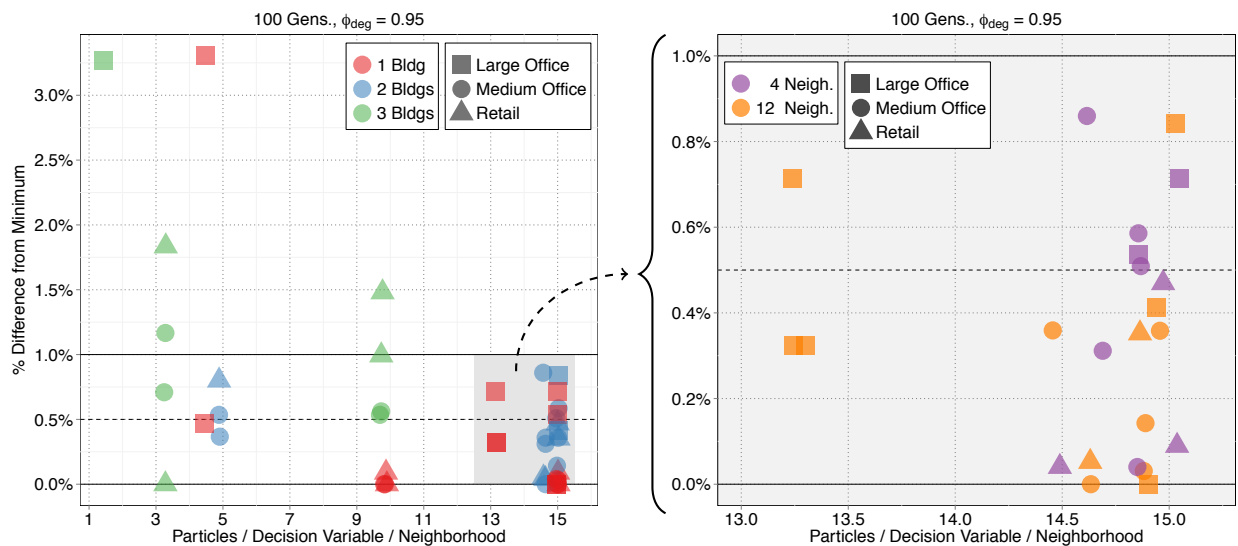 100 Gens., ϕdeg = 0.95
% Difference from Minimum
3.0%
2.5%
2.0%
1.5%
1.0%
0.5%
0.0%
1 Bldg
2 Bldgs
3 Bldgs
Large Office
Medium Office
Retail
1 3 5 7 9 11 13 15
Particles / Decision Variable / Neighborhood
100 Gens., ϕdeg = 0.95
1.0%
0.8%
0.6%
0.4%
0.2%
0.0%
4 Neigh.
12 Neigh.
Large Office
Medium Office
Retail
13.0 13.5 14.0 14.5 15.0
Particles / Decision Variable / Neighborhood